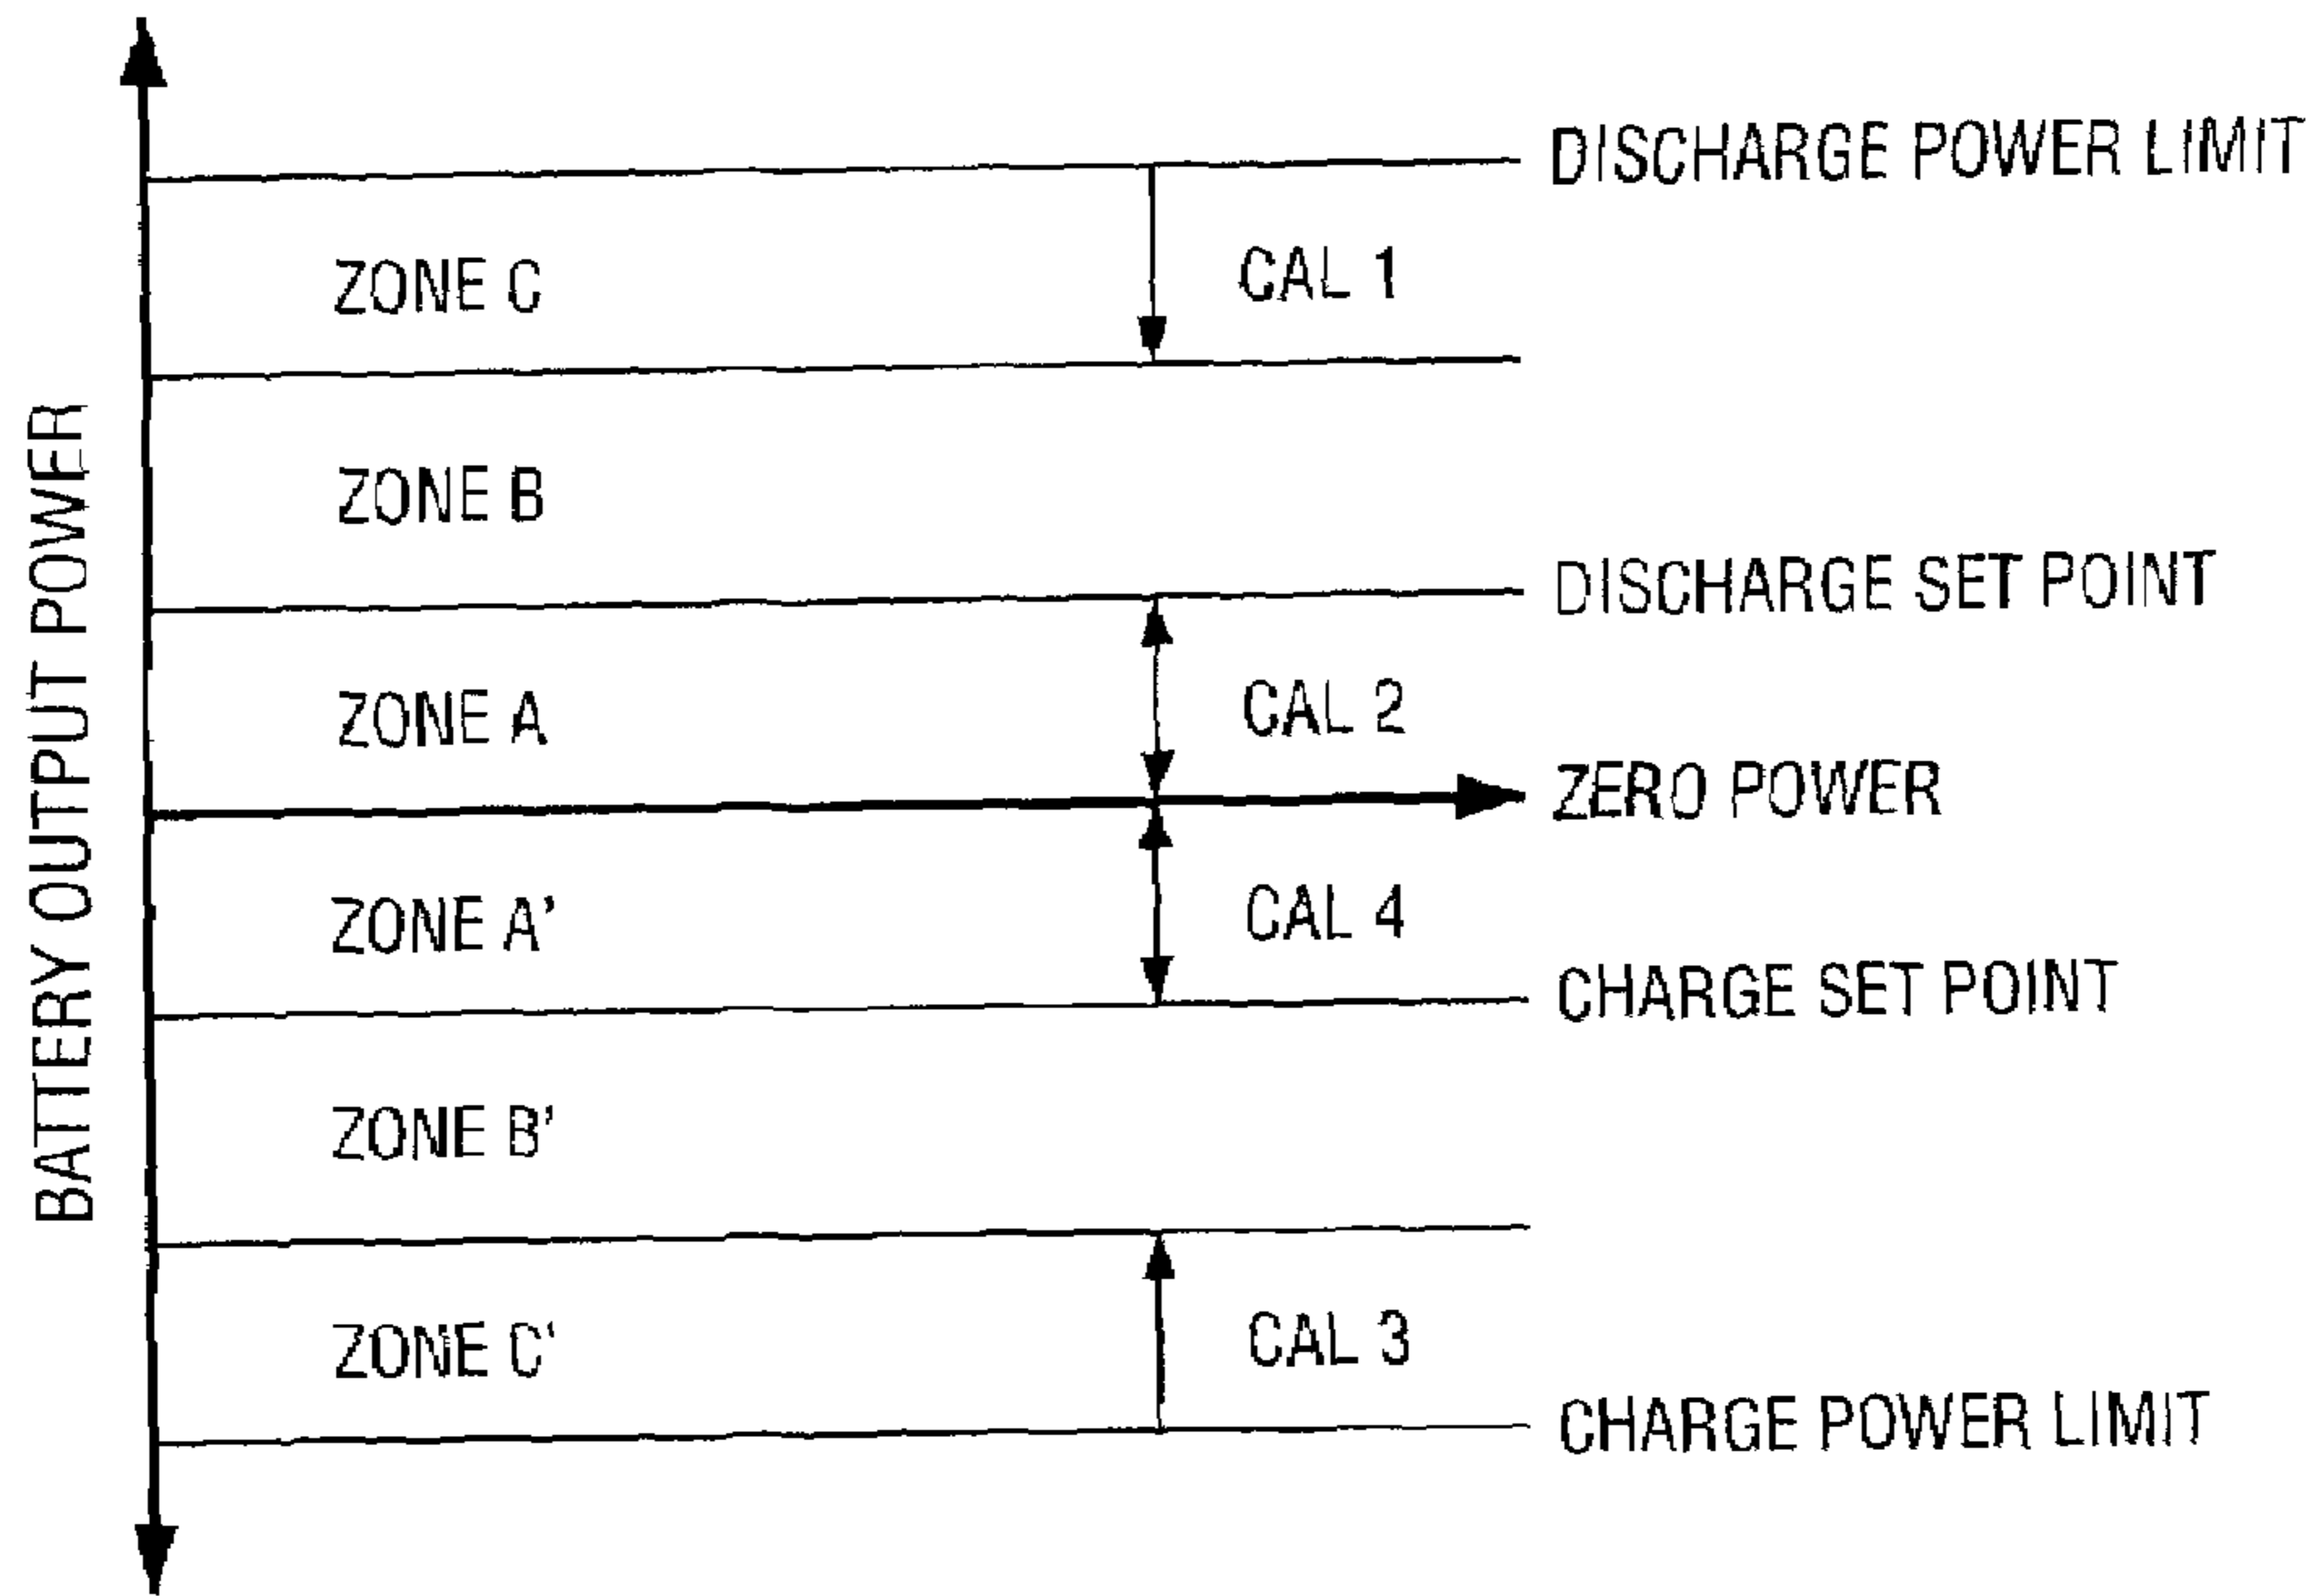 BATTERY OUTPUT POWER
DISCHARGE POWER LIMIT
ZONE C
CAL 1
ZONE B
DISCHARGE SET POINT
ZONE A
CAL 2
ZERO POWER
ZONE A'
CAL 4
CHARGE SET POINT
ZONE B'
ZONE C'
CAL 3
CHARGE POWER LIMIT